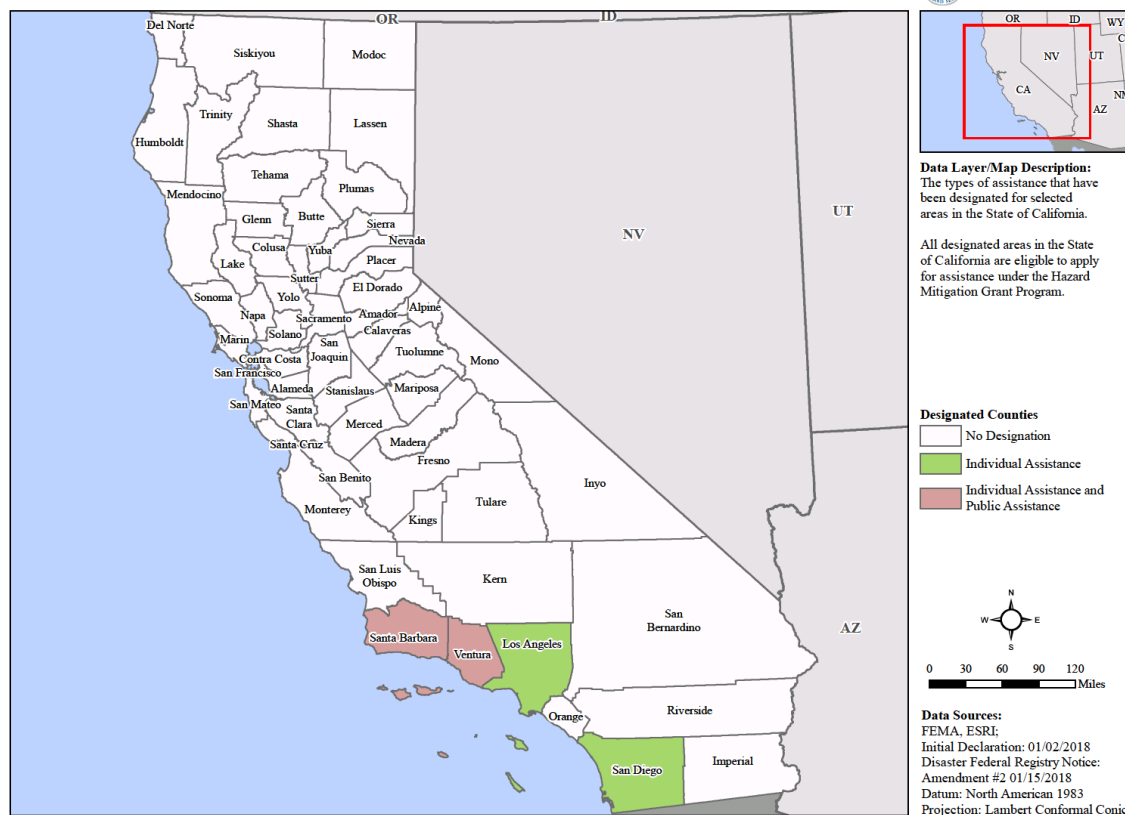 OR
ID
Del Norte
Siskiyou
Modoc
Trinity
Shasta
Lassen
Humboldt
Tehama
Plumas
Mendocino
Glenn
Butte
Sierra
Nevada
Colusa
Yuba
Placer
Lake
Sutter
El Dorado
Sonoma
Yolo
Napa
Sacramento
Amador
Alpine
Marin
Solano
Calaveras
Contra Costa
San
Joaquin
Tuolumne
Mono
San Francisco
Alameda
Stanislaus
Mariposa
San Mateo
Santa
Clara
Merced
Santa Cruz
Madera
Fresno
San Benito
Inyo
Monterey
Kings
Tulare
San Luis
Obispo
Kern
San
Bernardino
Santa Barbara
Ventura
Los Angeles
Orange
Riverside
San Diego
Imperial
NV
UT
AZ
OR
ID
WY
NV
UT
C
CA
AZ
NM
Data Layer/Map Description:
The types of assistance that have
been designated for selected
areas in the State of California.
All designated areas in the State
of California are eligible to apply
for assistance under the Hazard
Mitigation Grant Program.
Designated Counties
No Designation
Individual Assistance
Individual Assistance and
Public Assistance
N
W
E
S
0 30 60 90 120
Miles
Data Sources:
FEMA, ESRI;
Initial Declaration: 01/02/2018
Disaster Federal Registry Notice:
Amendment #2 01/15/2018
Datum: North American 1983
Projection: Lambert Conformal Conic